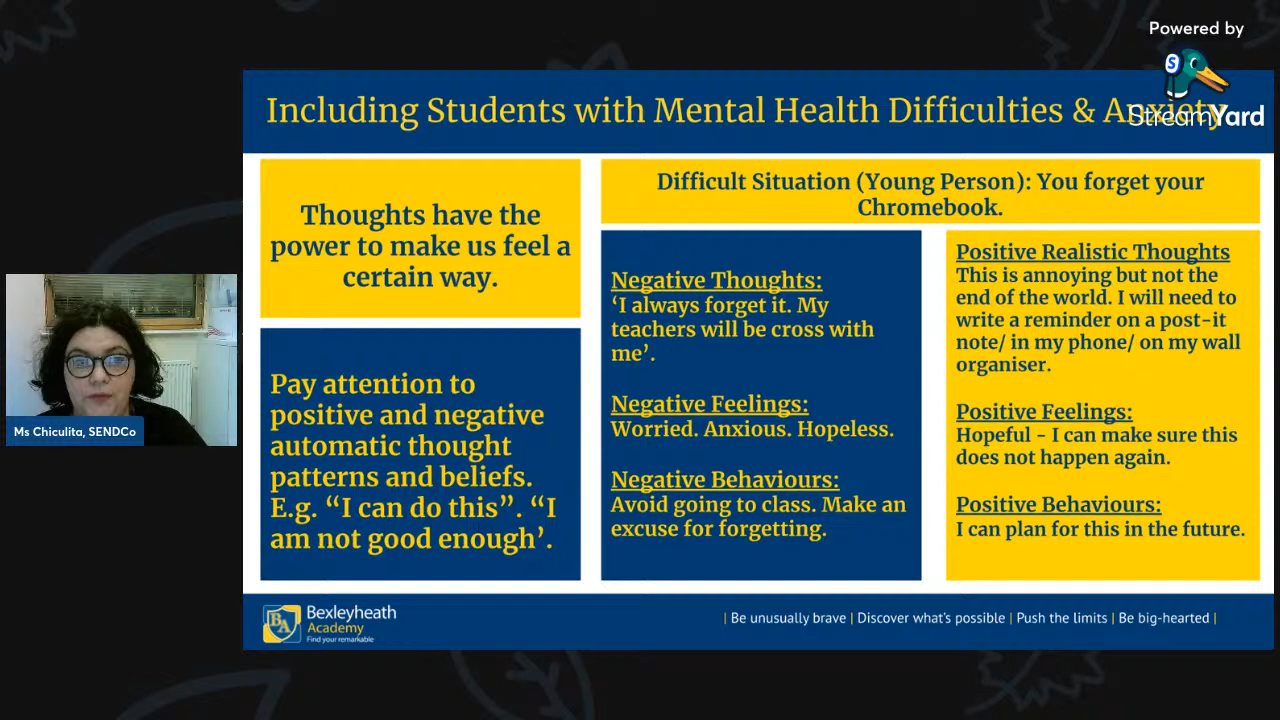 Powered by
StreamYard
Including Students with Mental Health Difficulties & Anxiety
Thoughts have the
power to make us feel a
certain way.
Pay attention to
positive and negative
automatic thought
patterns and beliefs.
E.g. “I can do this”. “I
am not good enough’.
Difficult Situation (Young Person): You forget your
Chromebook.
Negative Thoughts:
‘I always forget it. My
teachers will be cross with
me’.
Negative Feelings:
Worried. Anxious. Hopeless.
Negative Behaviours:
Avoid going to class. Make an
excuse for forgetting.
Positive Realistic Thoughts
This is annoying but not the
end of the world. I will need to
write a reminder on a post-it
note/ in my phone/ on my wall
organiser.
Positive Feelings:
Hopeful - I can make sure this
does not happen again.
Positive Behaviours:
I can plan for this in the future.
Ms Chiculita, SENDCo
BA
Bexleyheath
Academy
Find your remarkable
| Be unusually brave | Discover what's possible | Push the limits | Be big-hearted |